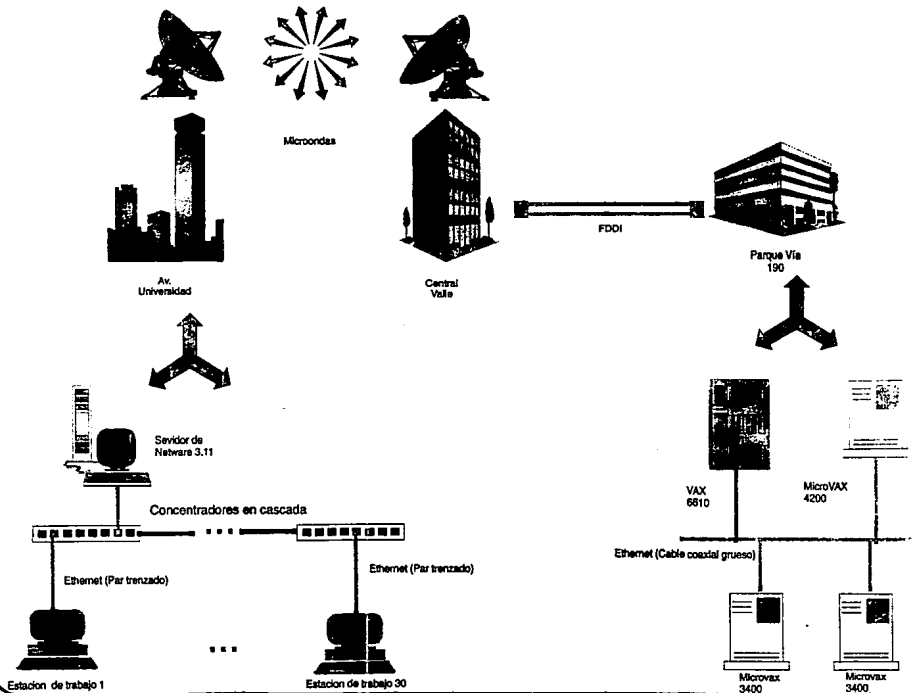 Microondas
FDDI
Parque Vía
190
Av.
Universidad
Central
Valle
Sevidor de
Netware 3.11
Concentradores en cascada
VAX
6610
MicroVAX
4200
Ethernet (Cable coaxial grueso)
Ethernet (Par trenzado)
Ethernet (Par trenzado)
Estacion de trabajo 1
Estacion de trabajo 30
Microvax
3400
Microvax
3400